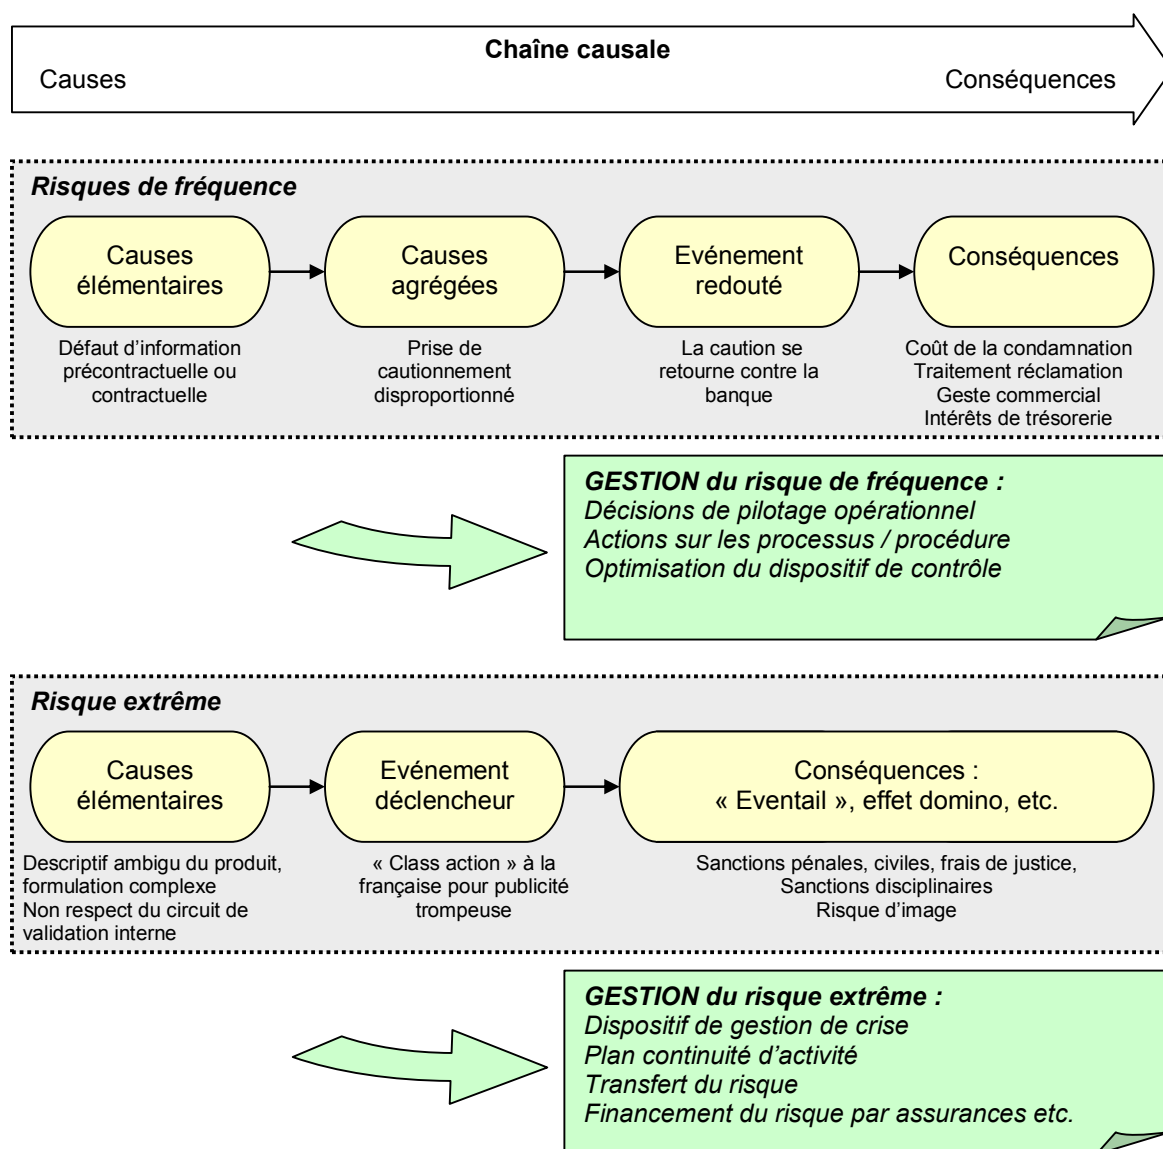 Chaîne causale
Causes
Conséquences
Risques de fréquence
Causes
élémentaires
Causes
agrégées
Evénement
redouté
Conséquences
Défaut d’information
précontractuelle ou
contractuelle
Prise de
cautionnement
disproportionné
La caution se
retourne contre la
banque
Coût de la condamnation
Traitement réclamation
Geste commercial
Intérêts de trésorerie
GESTION du risque de fréquence :
Décisions de pilotage opérationnel
Actions sur les processus / procédure
Optimisation du dispositif de contrôle
Risque extrême
Causes
élémentaires
Evénement
déclencheur
Conséquences :
« Eventail », effet domino, etc.
Descriptif ambigu du produit,
formulation complexe
Non respect du circuit de
validation interne
« Class action » à la
française pour publicité
trompeuse
Sanctions pénales, civiles, frais de justice,
Sanctions disciplinaires
Risque d’image
GESTION du risque extrême :
Dispositif de gestion de crise
Plan continuité d’activité
Transfert du risque
Financement du risque par assurances etc.